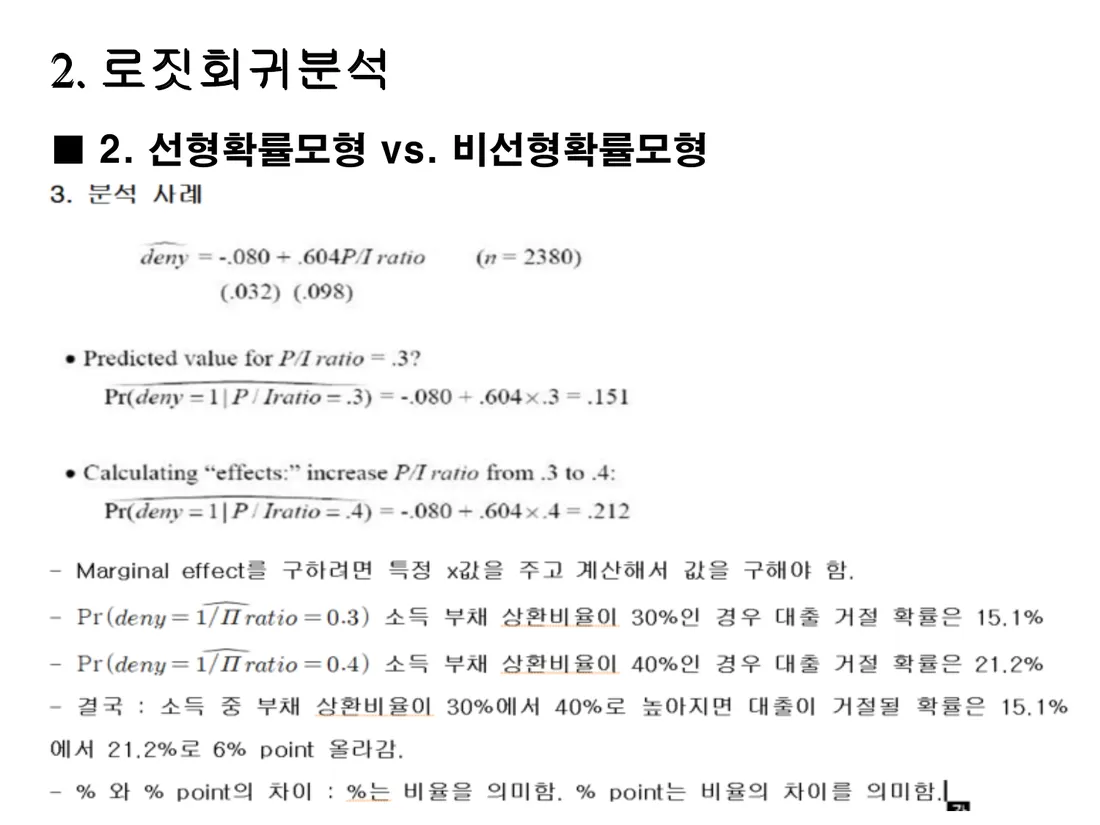 2. 로짓회귀분석
■ 2. 선형확률모형 vs. 비선형확률모형
3. 분석 사례
deny = -.080 + .604P/I ratio (n = 2380)
(.032) (.098)
• Predicted value for P/I ratio = .3?
Pr(deny = 1 | P / Iratio = .3) = -.080 + .604×.3 = .151
• Calculating “effects:” increase P/I ratio from .3 to .4:
Pr(deny = 1 | P / Iratio = .4) = -.080 + .604×.4 = .212
- Marginal effect를 구하려면 특정 x값을 주고 계산해서 값을 구해야 함.
- Pr(deny = 1/Π ratio = 0.3) 소득 부채 상환비율이 30%인 경우 대출 거절 확률은 15.1%
- Pr(deny = 1/Π ratio = 0.4) 소득 부채 상환비율이 40%인 경우 대출 거절 확률은 21.2%
- 결국 : 소득 중 부채 상환비율이 30%에서 40%로 높아지면 대출이 거절될 확률은 15.1%
에서 21.2%로 6% point 올라감.
- % 와 % point의 차이 : %는 비율을 의미함. % point는 비율의 차이를 의미함.